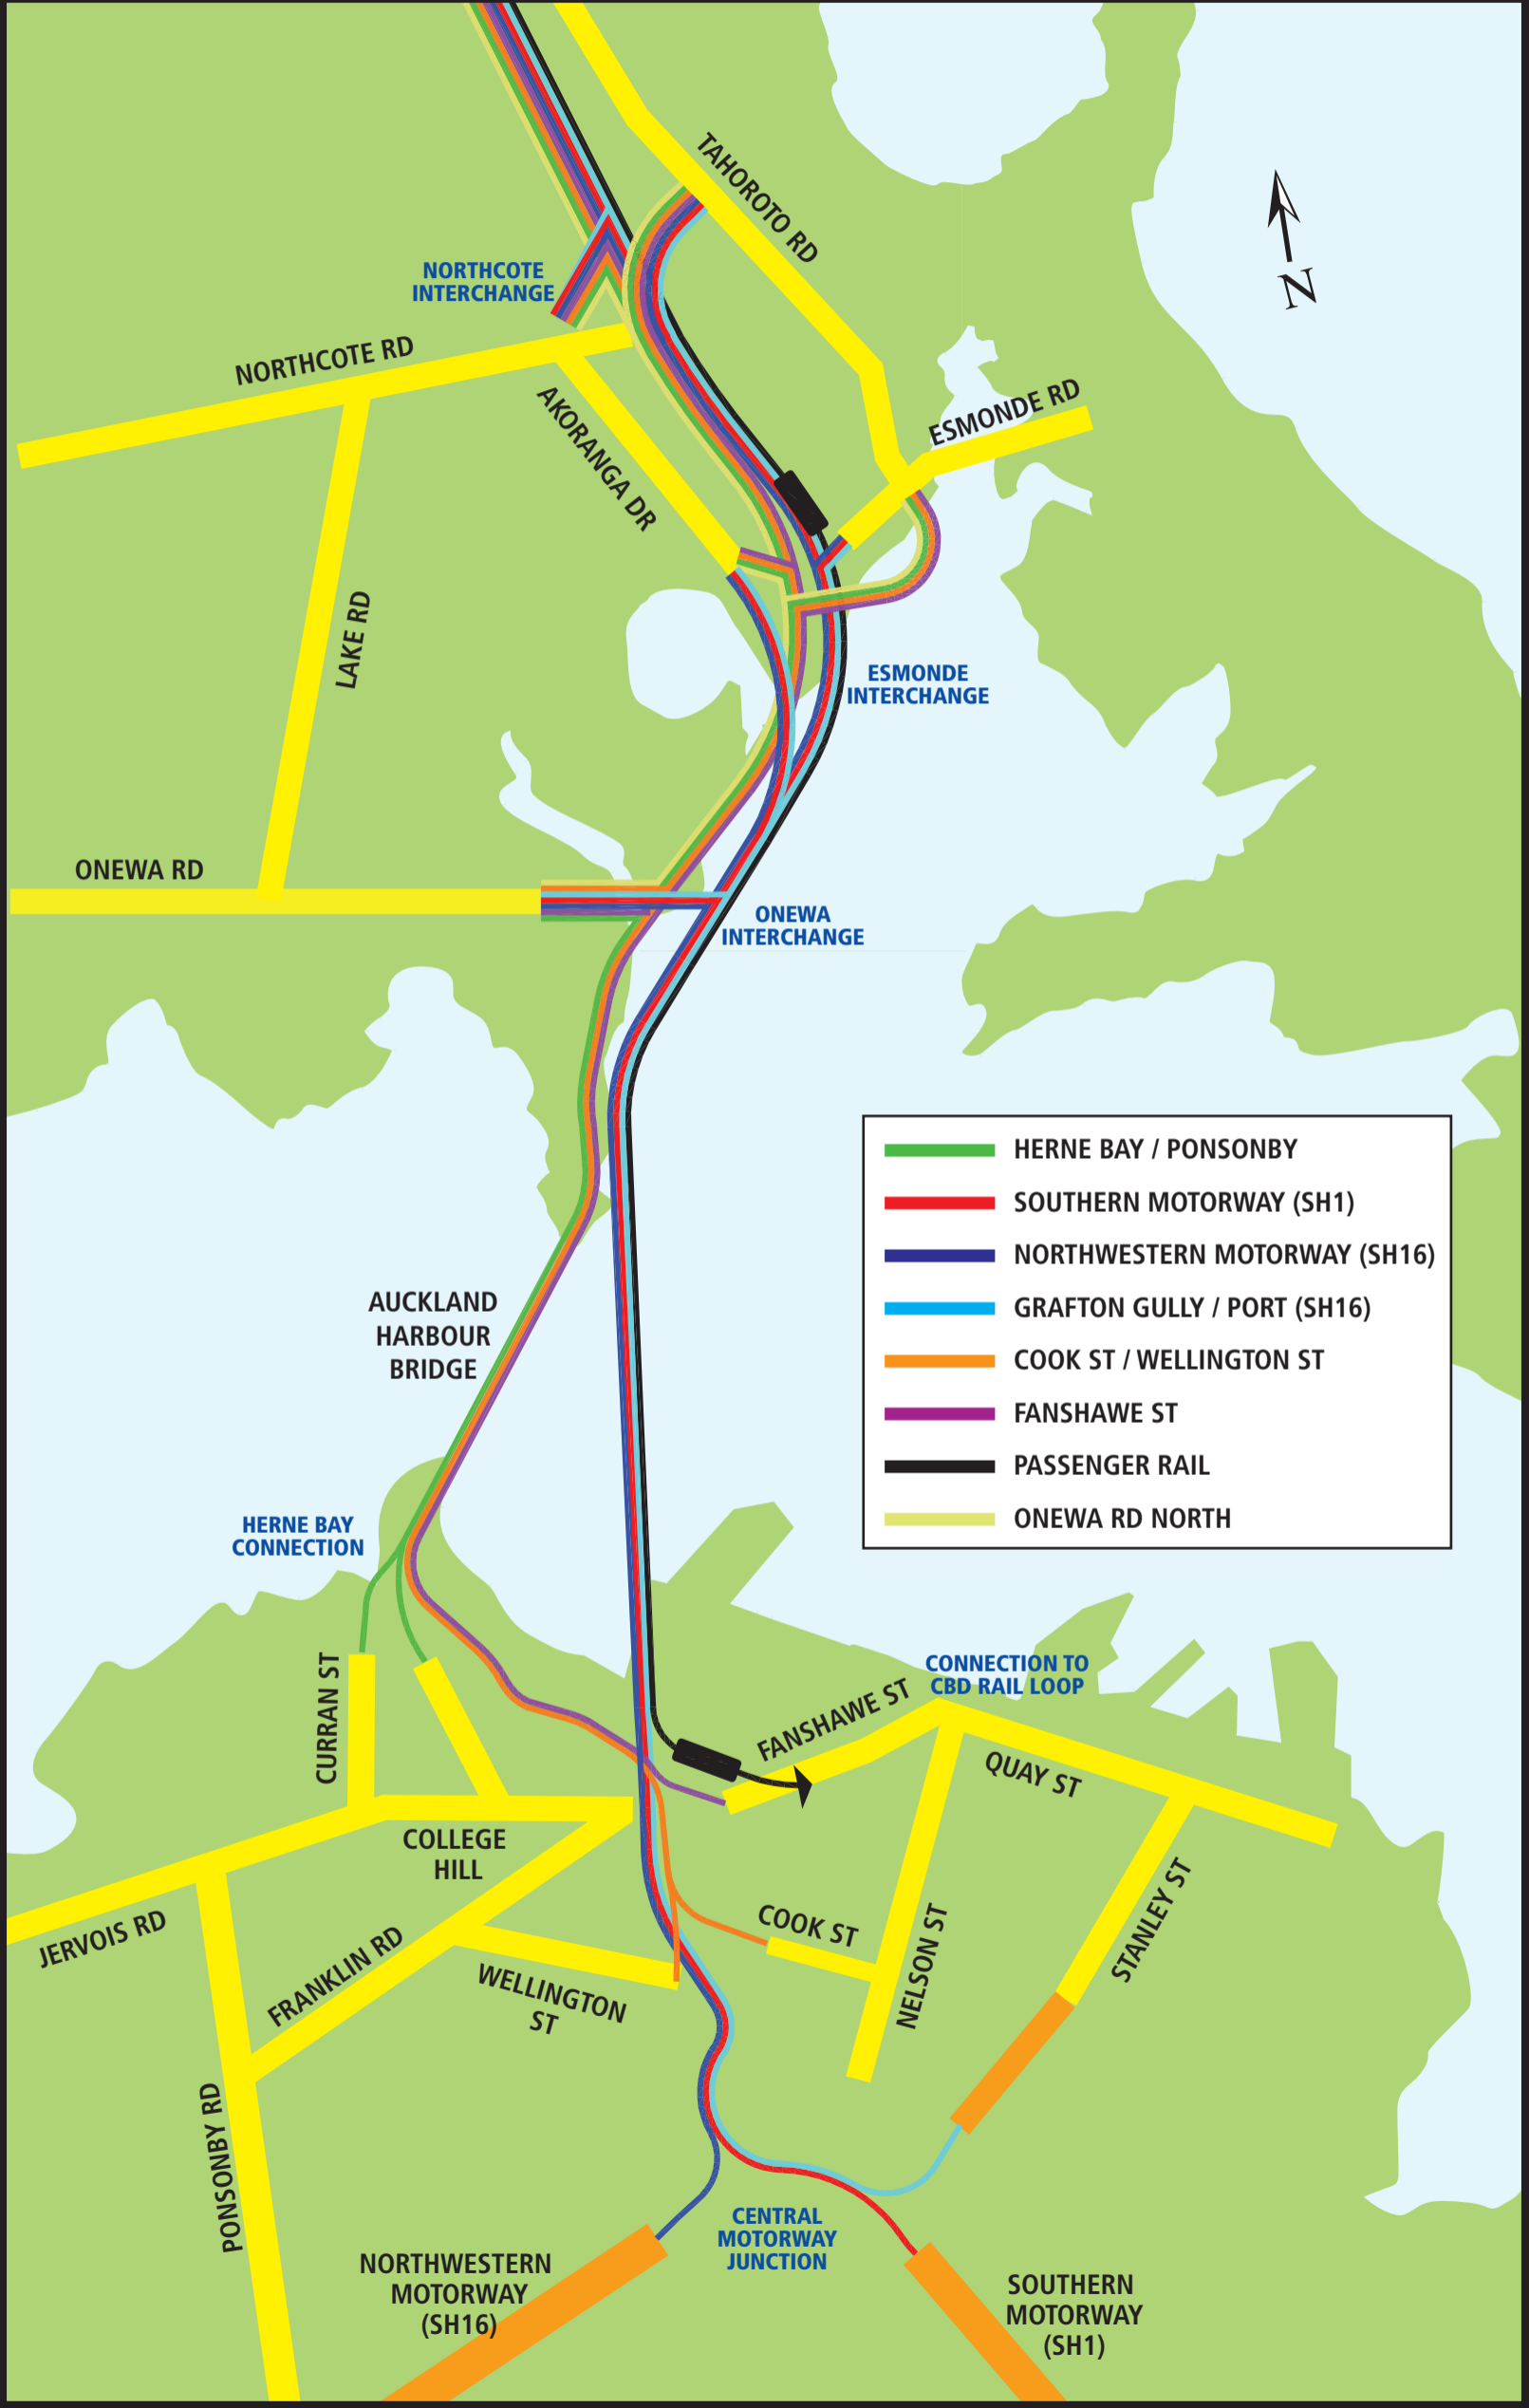 TAHOROTO RD
N
NORTHCOTE
INTERCHANGE
NORTHCOTE RD
AKORANGA DR
ESMONDE RD
LAKE RD
ESMONDE
INTERCHANGE
ONEWA RD
ONEWA
INTERCHANGE
HERNE BAY / PONSONBY
SOUTHERN MOTORWAY (SH1)
NORTHWESTERN MOTORWAY (SH16)
GRAFTON GULLY / PORT (SH16)
COOK ST / WELLINGTON ST
FANSHAWE ST
PASSENGER RAIL
ONEWA RD NORTH
AUCKLAND
HARBOUR
BRIDGE
HERNE BAY
CONNECTION
CONNECTION TO
CBD RAIL LOOP
CURRAN ST
FANSHAWE ST
QUAY ST
COLLEGE
HILL
JERVOIS RD
FRANKLIN RD
WELLINGTON
ST
COOK ST
NELSON ST
STANLEY ST
PONSONBY RD
CENTRAL
MOTORWAY
JUNCTION
NORTHWESTERN
MOTORWAY
(SH16)
SOUTHERN
MOTORWAY
(SH1)